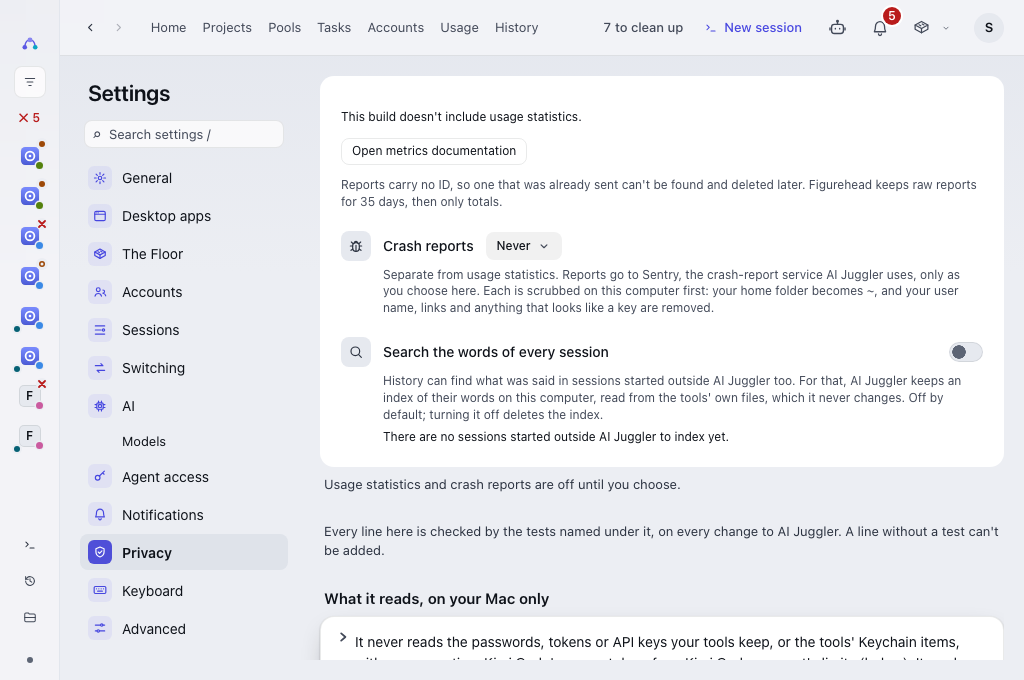 Home Projects Pools Tasks Accounts Usage History 7 to clean up New session 5 S
5
F
F
Settings
Search settings /
General
Desktop apps
The Floor
Accounts
Sessions
Switching
AI
Models
Agent access
Notifications
Privacy
Keyboard
Advanced
This build doesn't include usage statistics.
Open metrics documentation
Reports carry no ID, so one that was already sent can't be found and deleted later. Figurehead keeps raw reports
for 35 days, then only totals.
Crash reports Never
Separate from usage statistics. Reports go to Sentry, the crash-report service AI Juggler uses, only as
you choose here. Each is scrubbed on this computer first: your home folder becomes ~, and your user
name, links and anything that looks like a key are removed.
Search the words of every session
History can find what was said in sessions started outside AI Juggler too. For that, AI Juggler keeps an
index of their words on this computer, read from the tools' own files, which it never changes. Off by
default; turning it off deletes the index.
There are no sessions started outside AI Juggler to index yet.
Usage statistics and crash reports are off until you choose.
Every line here is checked by the tests named under it, on every change to AI Juggler. A line without a test can't
be added.
What it reads, on your Mac only
It never reads the passwords, tokens or API keys your tools keep, or the tools' Keychain items,